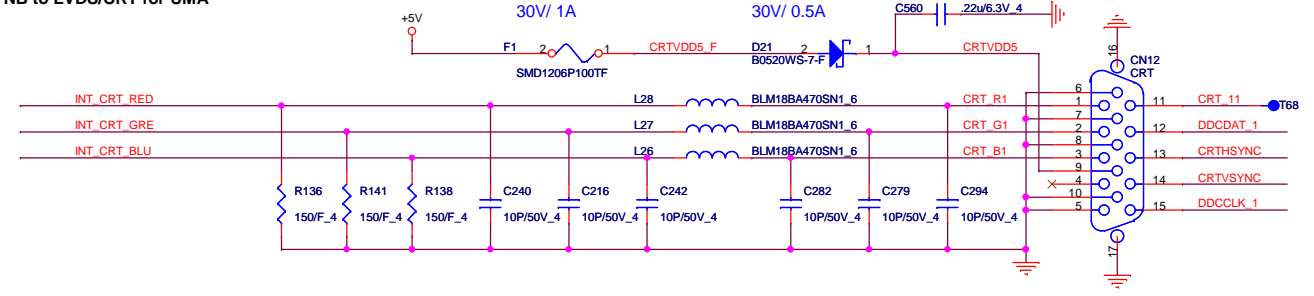 NB to LVDS/CRT for UMA
+5V
30V/ 1A
30V/ 0.5A
C560
.22u/6.3V_4
F1
2
1
CRTVDD5_F
D21
2
1
CRTVDD5
SMD1206P100TF
B0520WS-7-F
16
CN12
CRT
INT_CRT_RED
L28
BLM18BA470SN1_6
CRT_R1
INT_CRT_GRE
L27
BLM18BA470SN1_6
CRT_G1
INT_CRT_BLU
L26
BLM18BA470SN1_6
CRT_B1
6
1
7
2
8
3
9
4
10
5
11
CRT_11
T68
12
DDCDAT_1
13
CRTHSYNC
14
CRTVSYNC
15
DDCCLK_1
17
R136
150/F_4
R141
150/F_4
R138
150/F_4
C240
10P/50V_4
C216
10P/50V_4
C242
10P/50V_4
C282
10P/50V_4
C279
10P/50V_4
C294
10P/50V_4